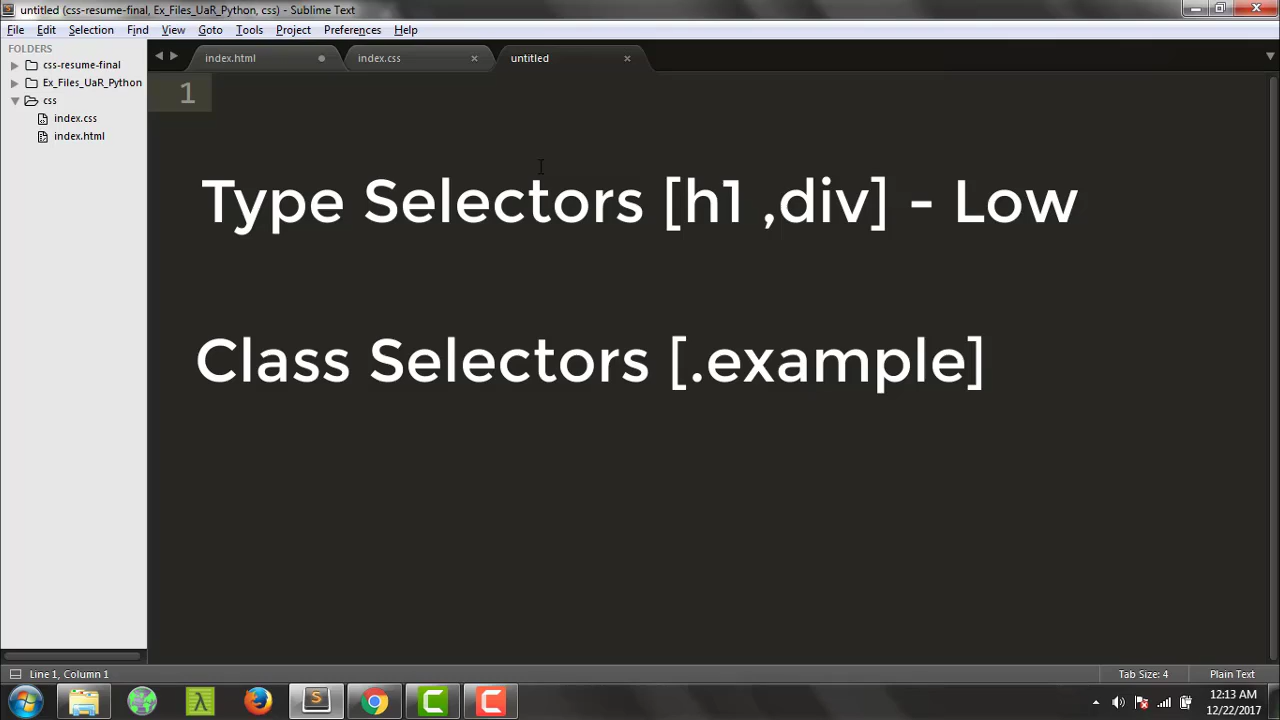 untitled (css-resume-final, Ex_Files_UaR_Python, css) - Sublime Text
File Edit Selection Find View Goto Tools Project Preferences Help
FOLDERS
css-resume-final
Ex_Files_UaR_Python
css
index.css
index.html
index.html
index.css
untitled
1
Type Selectors [h1 ,div] - Low
Class Selectors [.example]
Line 1, Column 1
Tab Size: 4
Plain Text
12:13 AM
12/22/2017